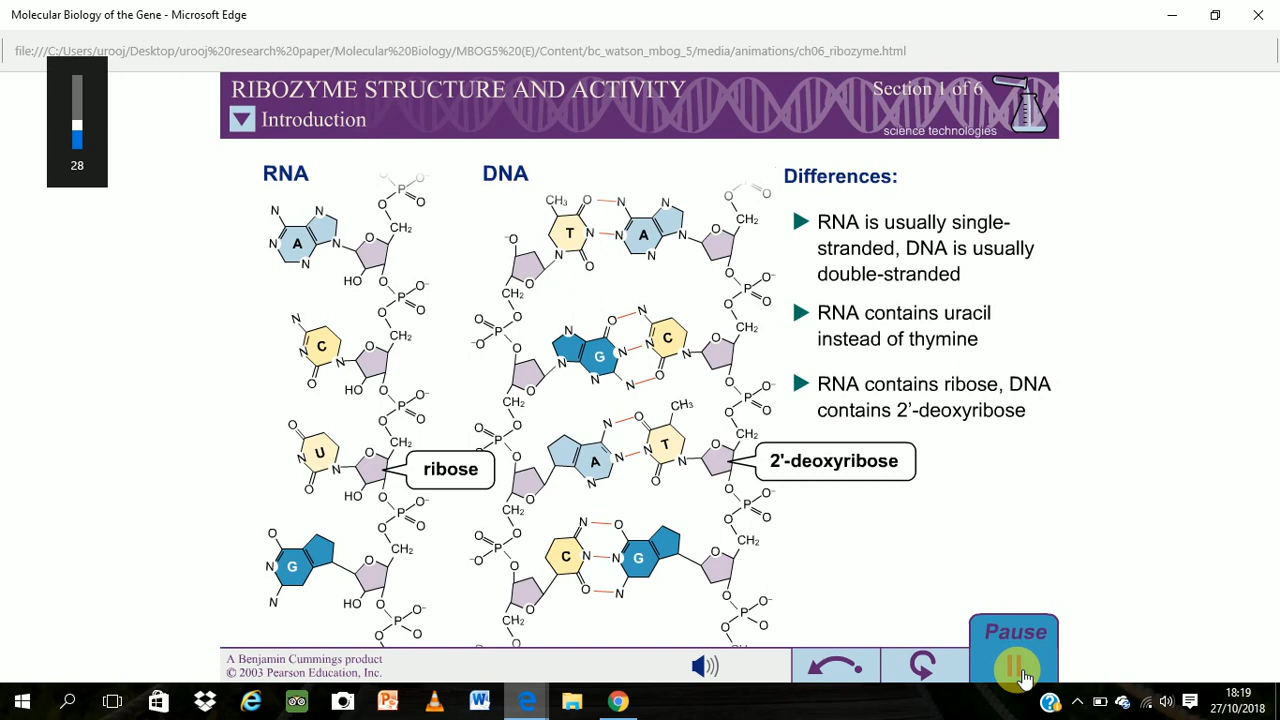 Molecular Biology of the Gene - Microsoft Edge
file:///C:/Users/urooj/Desktop/urooj%20research%20paper/Molecular%20Biology/MBOG5%20(E)/Content/bc_watson_mbog_5/media/animations/ch06_ribozyme.html
28
RIBOZYME STRUCTURE AND ACTIVITY
Section 1 of 6
Introduction
science technologies
RNA
DNA
Differences:
RNA is usually single-
stranded, DNA is usually
double-stranded
RNA contains uracil
instead of thymine
RNA contains ribose, DNA
contains 2'-deoxyribose
A
C
U
G
T A
G C
A T
C G
ribose
2'-deoxyribose
Pause
A Benjamin Cummings product
© 2003 Pearson Education, Inc.
18:19
27/10/2018